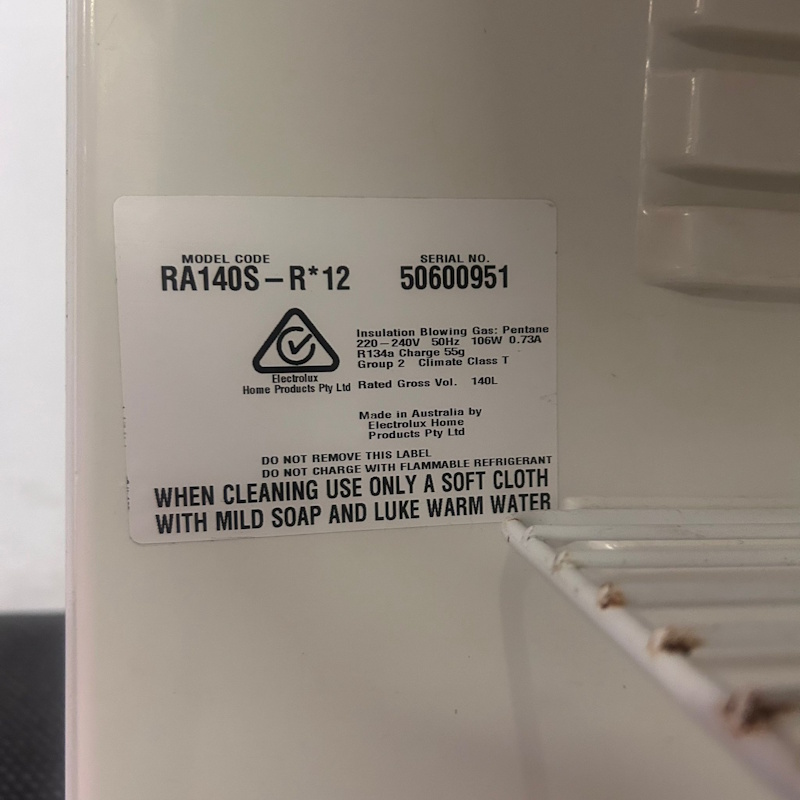 MODEL CODE
SERIAL NO.
RA140S – R*12
50600951
Insulation Blowing Gas: Pentane
220 – 240V 50Hz 106W 0.73A
R134a Charge 55g
Group 2 Climate Class T
Electrolux
Home Products Pty Ltd
Rated Gross Vol. 140L
Made in Australia by
Electrolux Home
Products Pty Ltd
DO NOT REMOVE THIS LABEL
DO NOT CHARGE WITH FLAMMABLE REFRIGERANT
WHEN CLEANING USE ONLY A SOFT CLOTH
WITH MILD SOAP AND LUKE WARM WATER